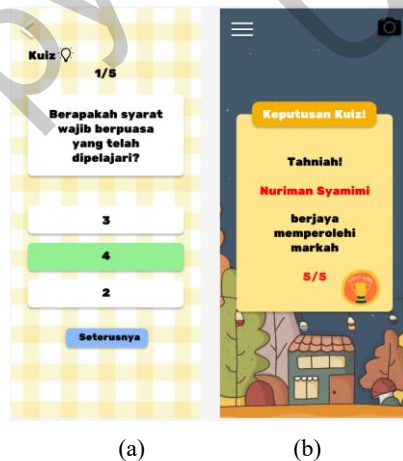 Kuiz
1/5
Berapakah syarat
wajib berpuasa
yang telah
dipelajari?
3
4
2
Seterusnya
Keputusan Kuiz!
Tahniah!
Nuriman Syamimi
berjaya
memperolehi
markah
5/5
(a)
(b)